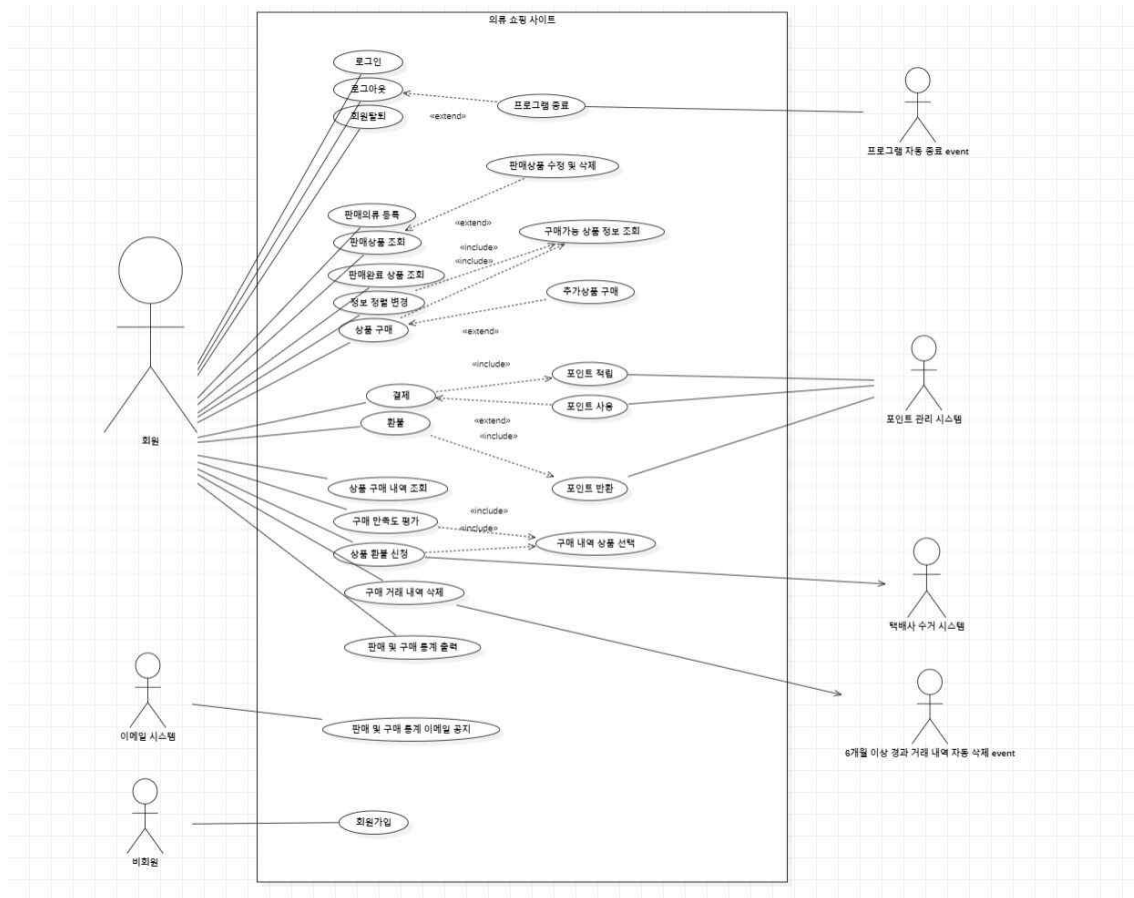 의류 쇼핑 사이트
로그인
로그아웃
회원탈퇴
«extend»
프로그램 종료
프로그램 자동 종료 event
판매상품 수정 및 삭제
판매의류 등록
«extend»
판매상품 조회
구매가능 상품 정보 조회
«include»
«include»
판매완료 상품 조회
정보 정렬 변경
추가상품 구매
상품 구매
«extend»
회원
«include»
포인트 적립
결제
포인트 사용
환불
«extend»
«include»
포인트 관리 시스템
상품 구매 내역 조회
포인트 반환
«include»
구매 만족도 평가
«include»
구매 내역 상품 선택
상품 환불 신청
구매 거래 내역 삭제
택배사 수거 시스템
판매 및 구매 통계 출력
이메일 시스템
판매 및 구매 통계 이메일 공지
6개월 이상 경과 거래 내역 자동 삭제 event
회원가입
비회원